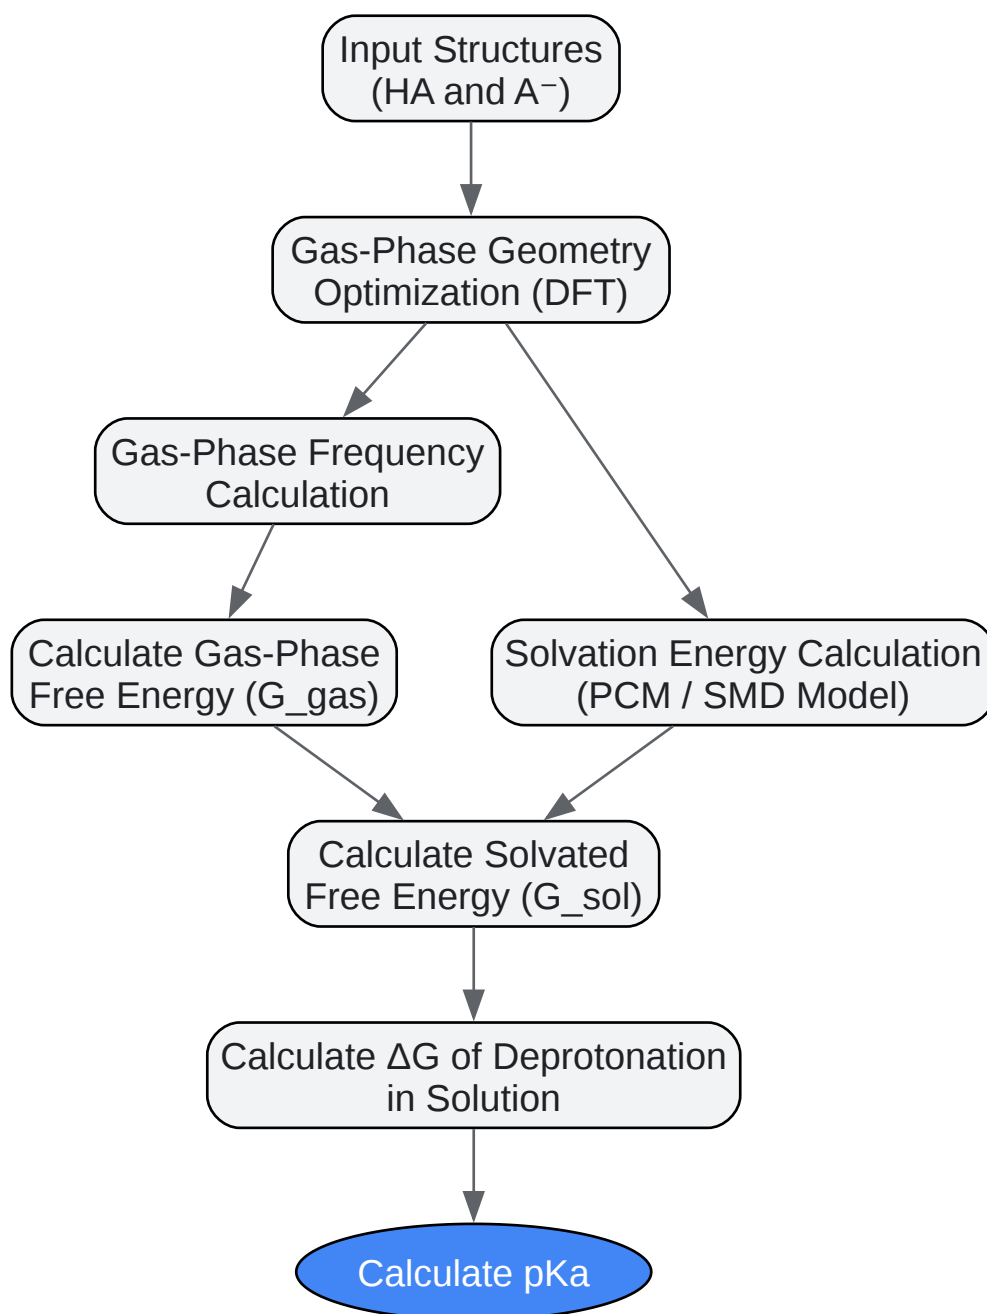 Input Structures
(HA and A⁻)
Gas-Phase Geometry
Optimization (DFT)
Gas-Phase Frequency
Calculation
Calculate Gas-Phase
Free Energy (G_gas)
Solvation Energy Calculation
(PCM / SMD Model)
Calculate Solvated
Free Energy (G_sol)
Calculate ΔG of Deprotonation
in Solution
Calculate pKa